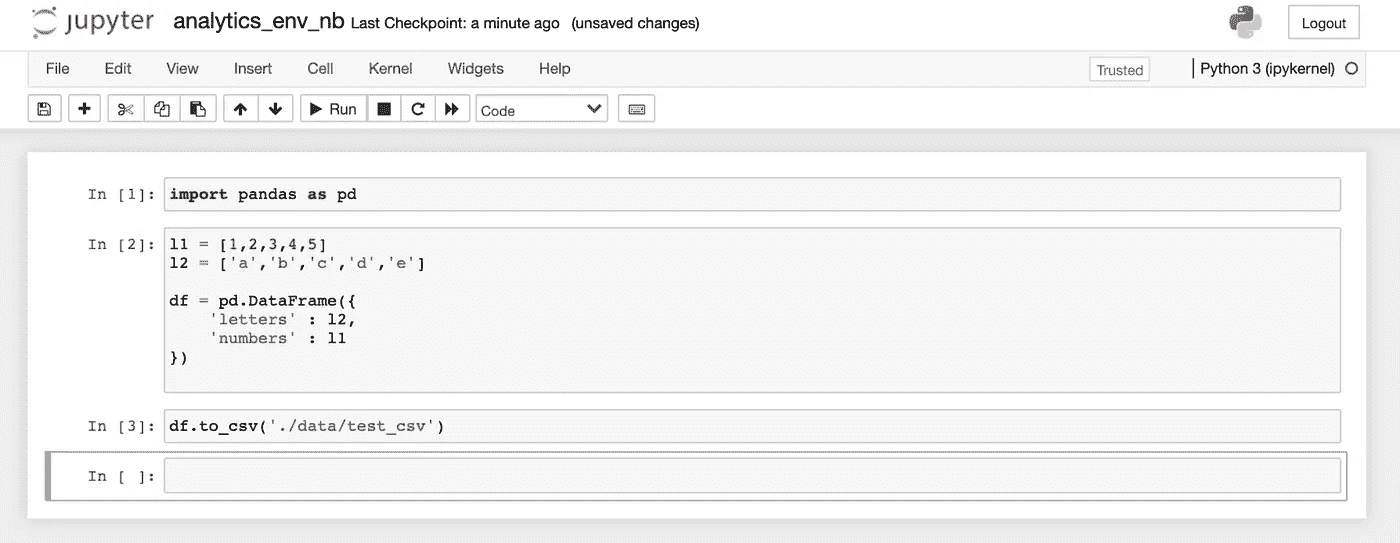 jupyter analytics_env_nb Last Checkpoint: a minute ago (unsaved changes) Logout
File Edit View Insert Cell Kernel Widgets Help Trusted Python 3 (ipykernel)
Run Code
In [1]: import pandas as pd
In [2]: l1 = [1,2,3,4,5]
l2 = ['a','b','c','d','e']
df = pd.DataFrame({
'letters' : l2,
'numbers' : l1
})
In [3]: df.to_csv('./data/test_csv')
In [ ]: